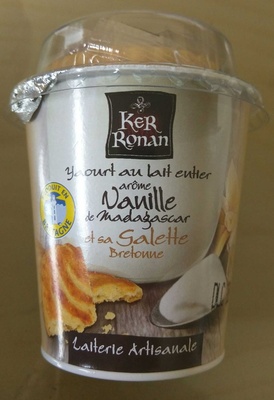 KER
RONAN
Yaourt au lait entier
arôme
Vanille
de Madagascar
et sa Galette
Bretonne
Laiterie Artisanale